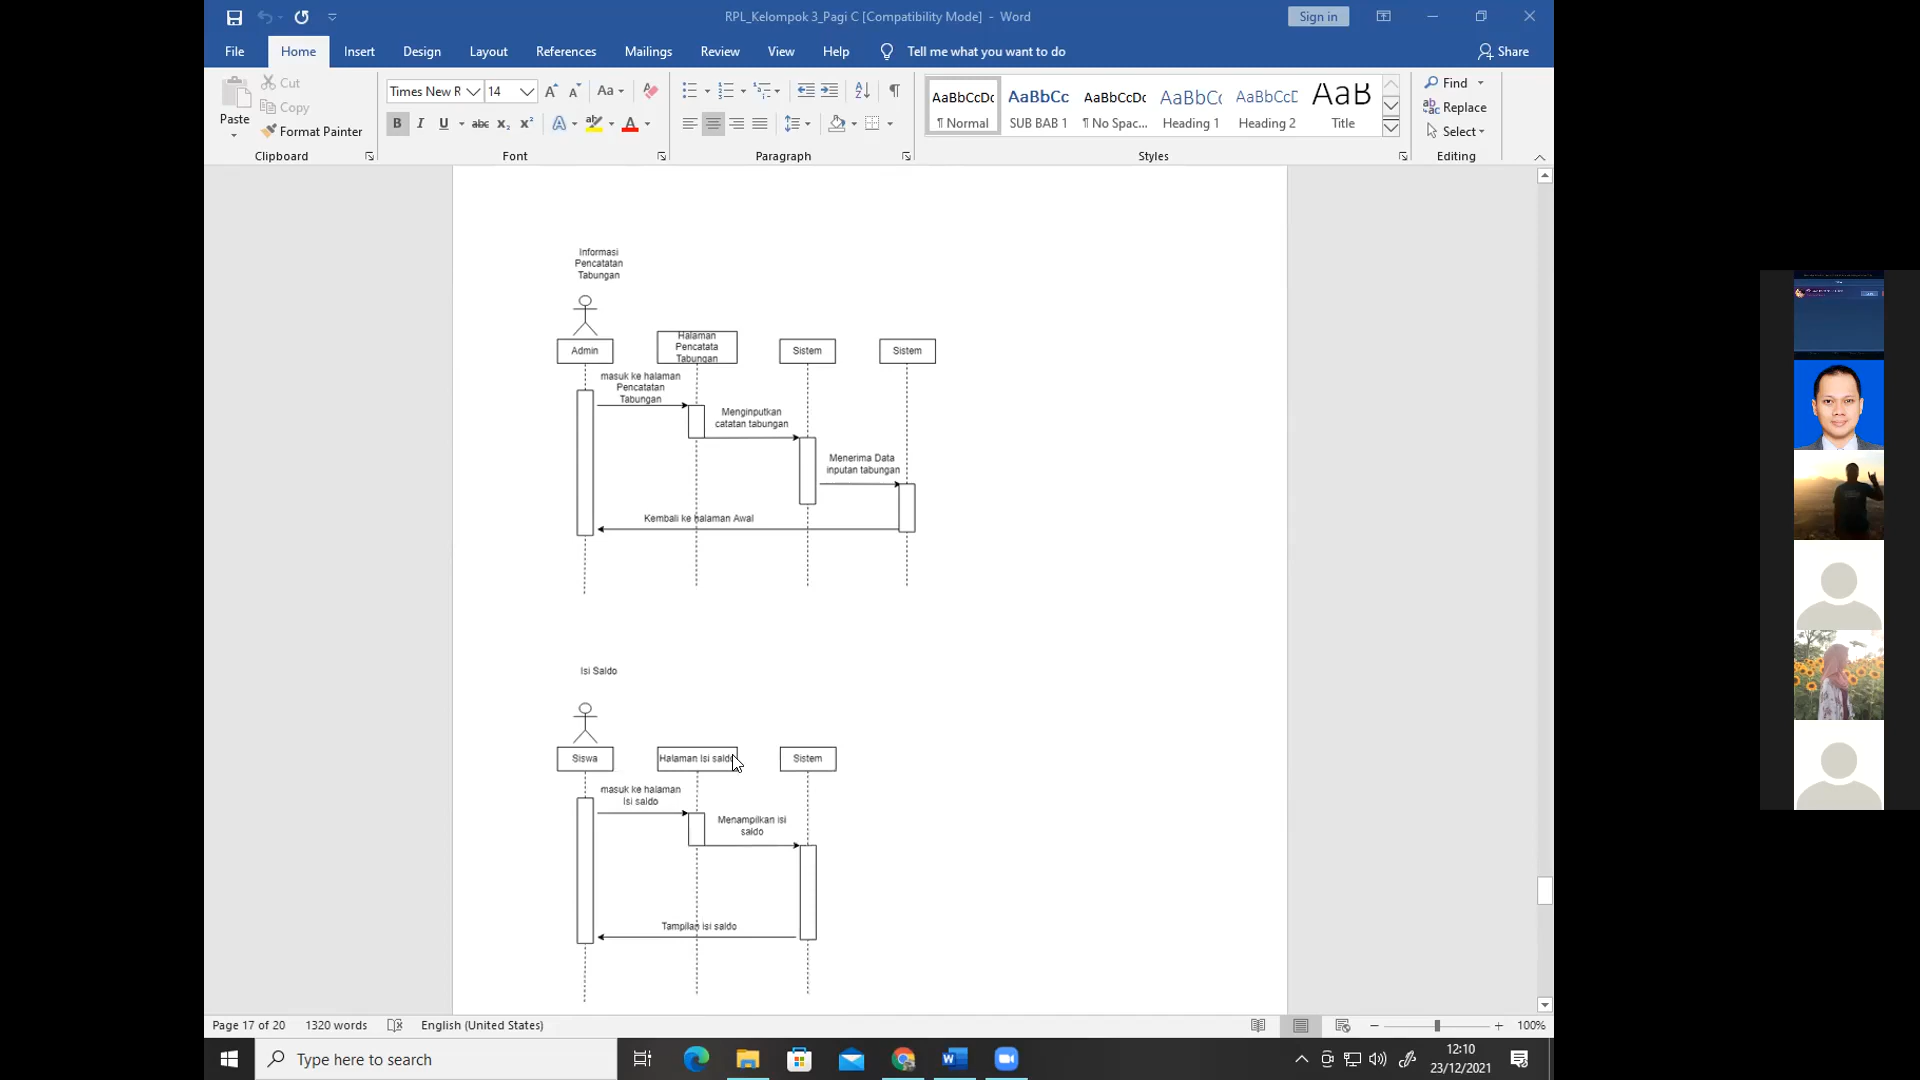 RPL_Kelompok 3_Pagi C [Compatibility Mode] - Word
Sign in
File Home Insert Design Layout References Mailings Review View Help Tell me what you want to do Share
Paste
Cut
Copy
Format Painter
Clipboard
Times New R 14
Aa
B I U abc x₂ x² A A
Font
Paragraph
AaBbCcDc AaBbCc AaBbCcDc AaBbCc AaBbCcD AaB
¶ Normal SUB BAB 1 ¶ No Spac... Heading 1 Heading 2 Title
Styles
Find
Replace
Select
Editing
Informasi
Pencatatan
Tabungan
Admin
Halaman
Pencatata
Tabungan
Sistem
Sistem
masuk ke halaman
Pencatatan
Tabungan
Menginputkan
catatan tabungan
Menerima Data
inputan tabungan
Kembali ke halaman Awal
Isi Saldo
Siswa
Halaman Isi saldo
Sistem
masuk ke halaman
Isi saldo
Menampilkan isi
saldo
Tampilan isi saldo
Page 17 of 20 1320 words English (United States) 100%
Type here to search
12:10
23/12/2021